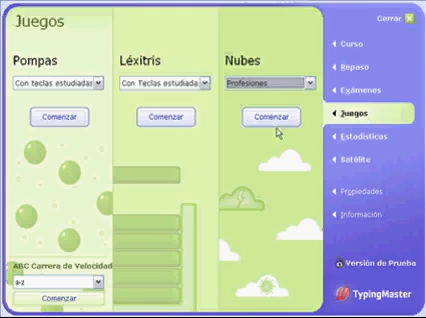 Juegos
Cerrar
Pompas
Léxitris
Nubes
Con teclas estudiadas
Con Teclas estudiada
Profesiones
Comenzar
Comenzar
Comenzar
ABC Carrera de Velocidad
a-z
Comenzar
Curso
Repaso
Exámenes
Juegos
Estadísticas
Satélite
Propiedades
Información
Versión de Prueba
TypingMaster